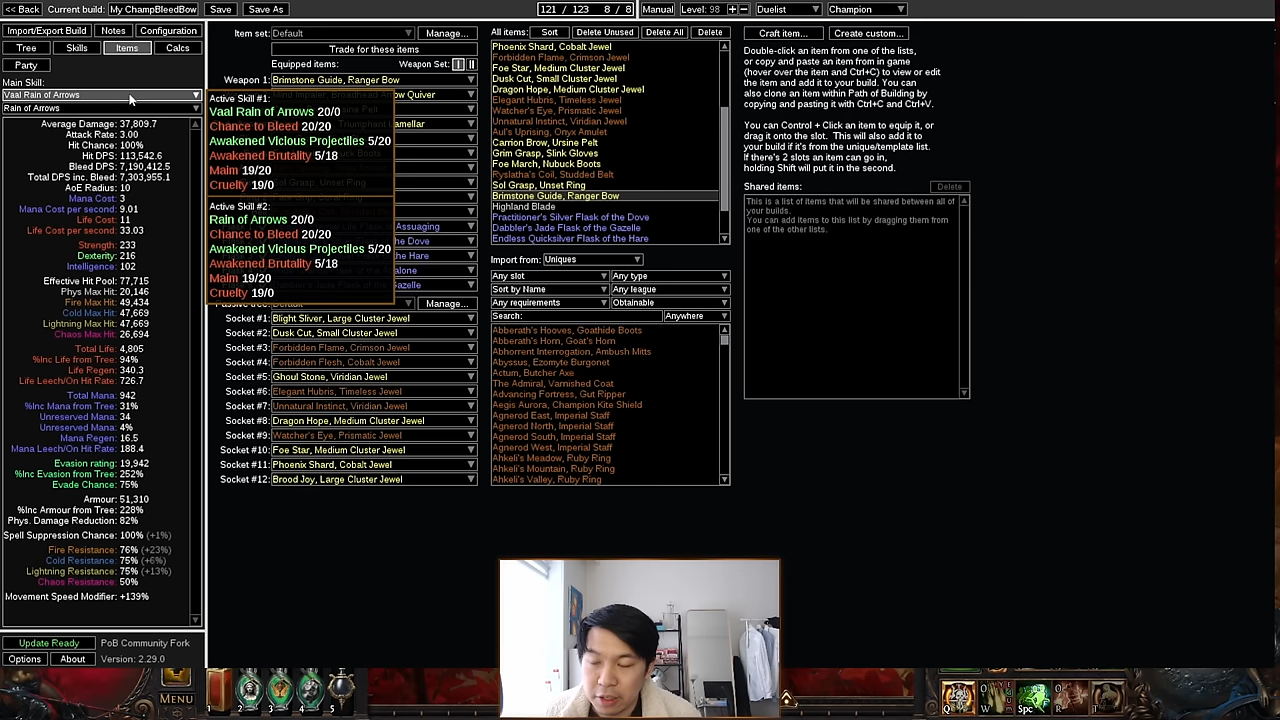 << Back
Current build:
My ChampBleedBow
Save
Save As
121 / 123
8 / 8
Manual
Level: 98
Duelist
Champion
Import/Export Build
Notes
Configuration
Tree
Skills
Items
Calcs
Party
Main Skill:
Vaal Rain of Arrows
Rain of Arrows
Average Damage: 37,809.7
Attack Rate: 3.00
Hit Chance: 100%
Hit DPS: 113,542.6
Bleed DPS: 7,190,412.5
Total DPS inc. Bleed: 7,303,955.1
AoE Radius: 10
Mana Cost: 3
Mana Cost per second: 9.01
Life Cost: 11
Life Cost per second: 33.03
Strength: 233
Dexterity: 216
Intelligence: 102
Effective Hit Pool: 77,715
Phys Max Hit: 20,146
Fire Max Hit: 49,434
Cold Max Hit: 47,669
Lightning Max Hit: 47,669
Chaos Max Hit: 26,694
Total Life: 4,805
%Inc Life from Tree: 94%
Life Regen: 340.3
Life Leech/On Hit Rate: 726.7
Total Mana: 942
%Inc Mana from Tree: 31%
Unreserved Mana: 34
Unreserved Mana: 4%
Mana Regen: 16.5
Mana Leech/On Hit Rate: 188.4
Evasion rating: 19,942
%Inc Evasion from Tree: 252%
Evade Chance: 75%
Armour: 51,310
%Inc Armour from Tree: 228%
Phys. Damage Reduction: 82%
Spell Suppression Chance: 100% (+1%)
Fire Resistance: 76% (+23%)
Cold Resistance: 75% (+6%)
Lightning Resistance: 75% (+13%)
Chaos Resistance: 50%
Movement Speed Modifier: +139%
Update Ready
PoB Community Fork
Options
About
Version: 2.29.0
Item set:
Default
Manage...
Trade for these items
Equipped items:
Weapon Set:
I
II
Weapon 1:
Brimstone Guide, Ranger Bow
Active Skill #1:
Vaal Rain of Arrows 20/0
Chance to Bleed 20/20
Awakened Vicious Projectiles 5/20
Awakened Brutality 5/18
Maim 19/20
Cruelty 19/0
Active Skill #2:
Rain of Arrows 20/0
Chance to Bleed 20/20
Awakened Vicious Projectiles 5/20
Awakened Brutality 5/18
Maim 19/20
Cruelty 19/0
Manage...
Socket #1: Blight Sliver, Large Cluster Jewel
Socket #2: Dusk Cut, Small Cluster Jewel
Socket #3: Forbidden Flame, Crimson Jewel
Socket #4: Forbidden Flesh, Cobalt Jewel
Socket #5: Ghoul Stone, Viridian Jewel
Socket #6: Elegant Hubris, Timeless Jewel
Socket #7: Unnatural Instinct, Viridian Jewel
Socket #8: Dragon Hope, Medium Cluster Jewel
Socket #9: Watcher's Eye, Prismatic Jewel
Socket #10: Foe Star, Medium Cluster Jewel
Socket #11: Phoenix Shard, Cobalt Jewel
Socket #12: Brood Joy, Large Cluster Jewel
All items:
Sort
Delete Unused
Delete All
Delete
Phoenix Shard, Cobalt Jewel
Forbidden Flame, Crimson Jewel
Foe Star, Medium Cluster Jewel
Dusk Cut, Small Cluster Jewel
Dragon Hope, Medium Cluster Jewel
Elegant Hubris, Timeless Jewel
Watcher's Eye, Prismatic Jewel
Unnatural Instinct, Viridian Jewel
Aul's Uprising, Onyx Amulet
Carrion Brow, Ursine Pelt
Grim Grasp, Slink Gloves
Foe March, Nubuck Boots
Ryslatha's Coil, Studded Belt
Sol Grasp, Unset Ring
Brimstone Guide, Ranger Bow
Highland Blade
Practitioner's Silver Flask of the Dove
Dabbler's Jade Flask of the Gazelle
Endless Quicksilver Flask of the Hare
Import from:
Uniques
Any slot
Any type
Sort by Name
Any league
Any requirements
Obtainable
Search:
Anywhere
Abberath's Hooves, Goathide Boots
Abberath's Horn, Goat's Horn
Abhorrent Interrogation, Ambush Mitts
Abyssus, Ezomyte Burgonet
Actum, Butcher Axe
The Admiral, Varnished Coat
Advancing Fortress, Gut Ripper
Aegis Aurora, Champion Kite Shield
Agnerod East, Imperial Staff
Agnerod North, Imperial Staff
Agnerod South, Imperial Staff
Agnerod West, Imperial Staff
Ahkeli's Meadow, Ruby Ring
Ahkeli's Mountain, Ruby Ring
Ahkeli's Valley, Ruby Ring
Craft item...
Create custom...
Double-click an item from one of the lists,
or copy and paste an item from in game
(hover over the item and Ctrl+C) to view or edit
the item and add it to your build. You can
also clone an item within Path of Building by
copying and pasting it with Ctrl+C and Ctrl+V.
You can Control + Click an item to equip it, or
drag it onto the slot. This will also add it to
your build if it's from the unique/template list.
If there's 2 slots an item can go in,
holding Shift will put it in the second.
Shared items:
Delete
This is a list of items that will be shared between all of
your builds.
You can add items to this list by dragging them from
one of the other lists.
MENU
1
2
3
4
5
Q
W
E
Spc
R
T